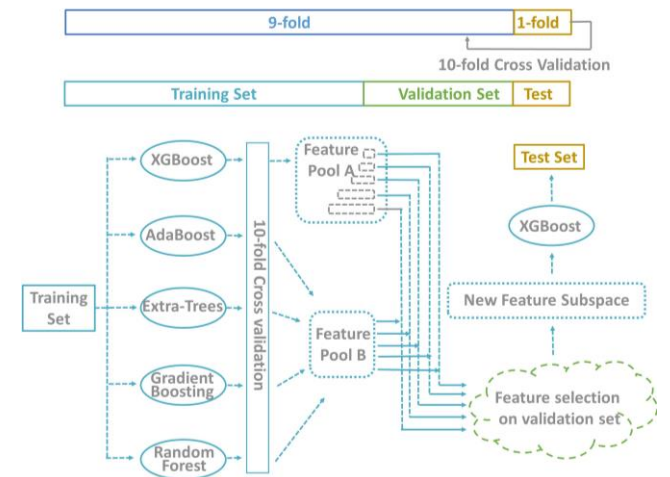 9-fold
1-fold
10-fold Cross Validation
Training Set
Validation Set
Test
XGBoost
AdaBoost
Extra-Trees
Gradient
Boosting
Random
Forest
Training
Set
10-fold Cross validation
Feature
Pool A
Feature
Pool B
Test Set
XGBoost
New Feature Subspace
Feature selection
on validation set